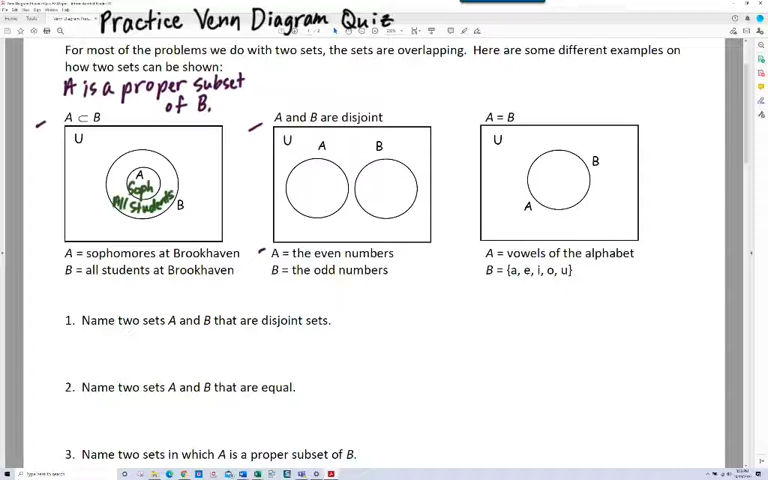 Practice Venn Diagram Quiz
For most of the problems we do with two sets, the sets are overlapping. Here are some different examples on
how two sets can be shown:
A is a proper subset
of B.
A ⊂ B
A and B are disjoint
A = B
U
A
Soph
All Students
B
U
A
B
U
B
A
A = sophomores at Brookhaven
B = all students at Brookhaven
A = the even numbers
B = the odd numbers
A = vowels of the alphabet
B = {a, e, i, o, u}
1. Name two sets A and B that are disjoint sets.
2. Name two sets A and B that are equal.
3. Name two sets in which A is a proper subset of B.
Type here to search